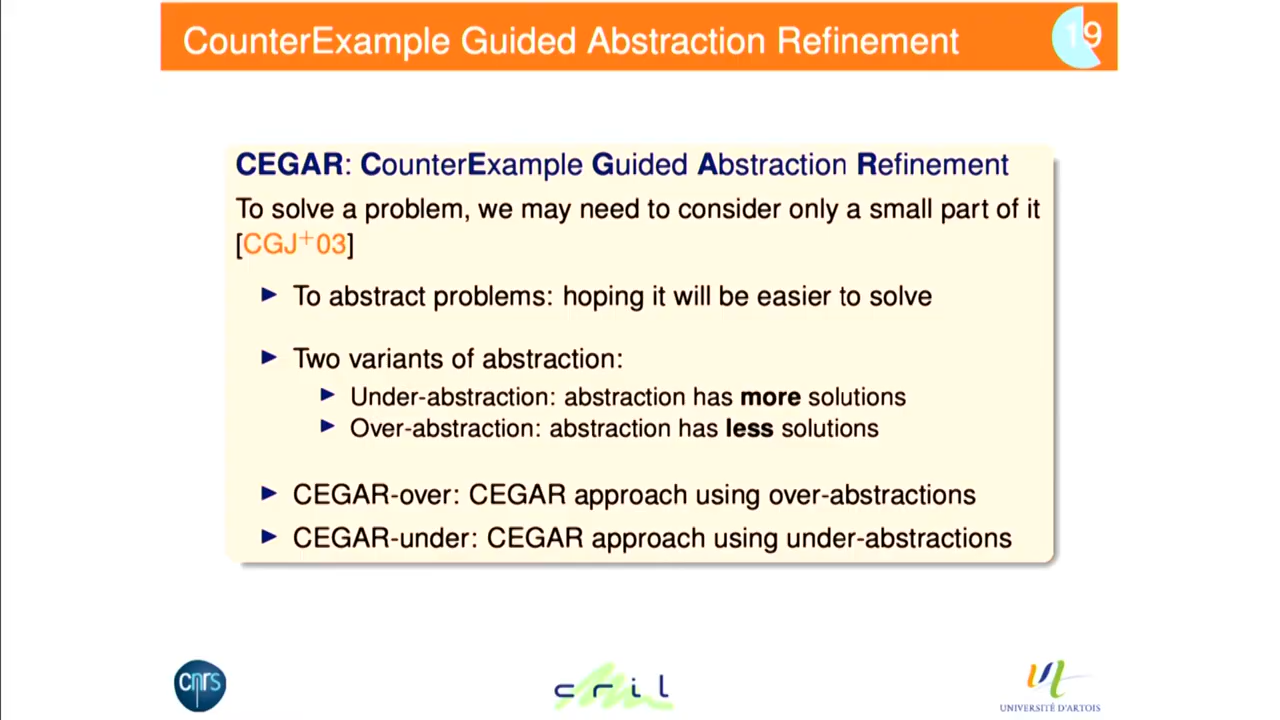 CounterExample Guided Abstraction Refinement
19
CEGAR: CounterExample Guided Abstraction Refinement
To solve a problem, we may need to consider only a small part of it
[CGJ+03]
To abstract problems: hoping it will be easier to solve
Two variants of abstraction:
Under-abstraction: abstraction has more solutions
Over-abstraction: abstraction has less solutions
CEGAR-over: CEGAR approach using over-abstractions
CEGAR-under: CEGAR approach using under-abstractions
cnrs
cril
UNIVERSITÉ D'ARTOIS